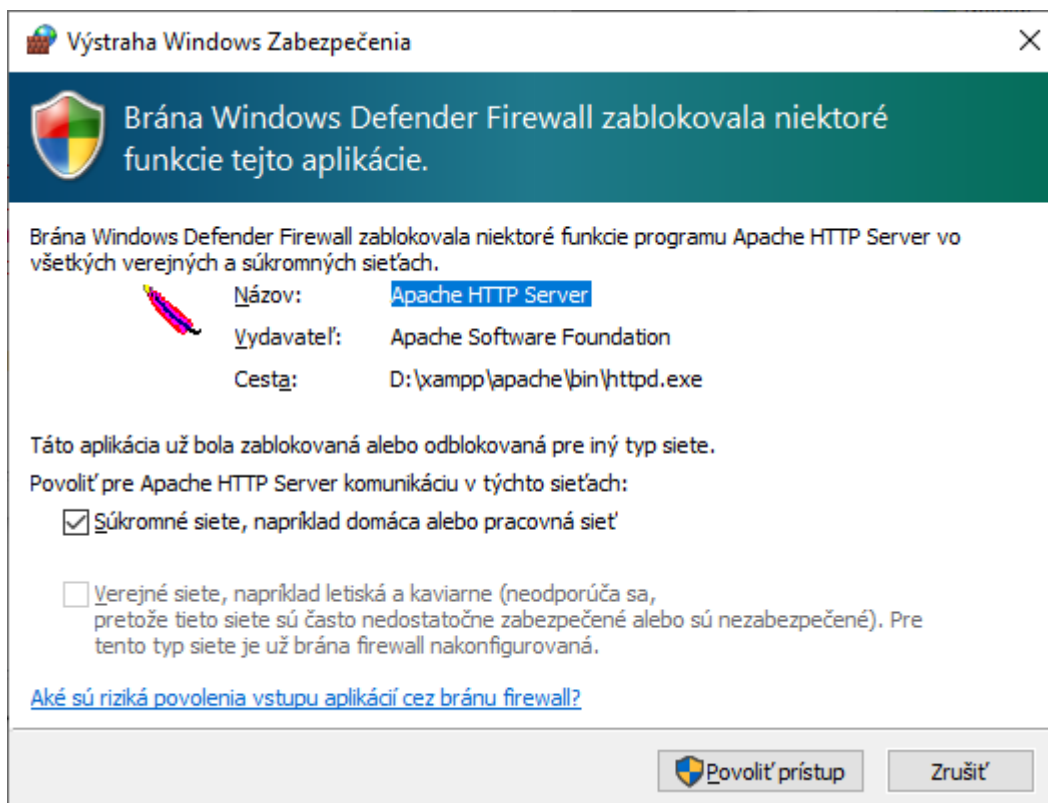 Výstraha Windows Zabezpečenia
Brána Windows Defender Firewall zablokovala niektoré
funkcie tejto aplikácie.
Brána Windows Defender Firewall zablokovala niektoré funkcie programu Apache HTTP Server vo
všetkých verejných a súkromných sieťach.
Názov: Apache HTTP Server
Vydavateľ: Apache Software Foundation
Cesta: D:\xampp\apache\bin\httpd.exe
Táto aplikácia už bola zablokovaná alebo odblokovaná pre iný typ siete.
Povoliť pre Apache HTTP Server komunikáciu v týchto sieťach:
Súkromné siete, napríklad domáca alebo pracovná sieť
Verejné siete, napríklad letiská a kaviarne (neodporúča sa,
pretože tieto siete sú často nedostatočne zabezpečené alebo sú nezabezpečené). Pre
tento typ siete je už brána firewall nakonfigurovaná.
Aké sú riziká povolenia vstupu aplikácií cez bránu firewall?
Povoliť prístup Zrušiť